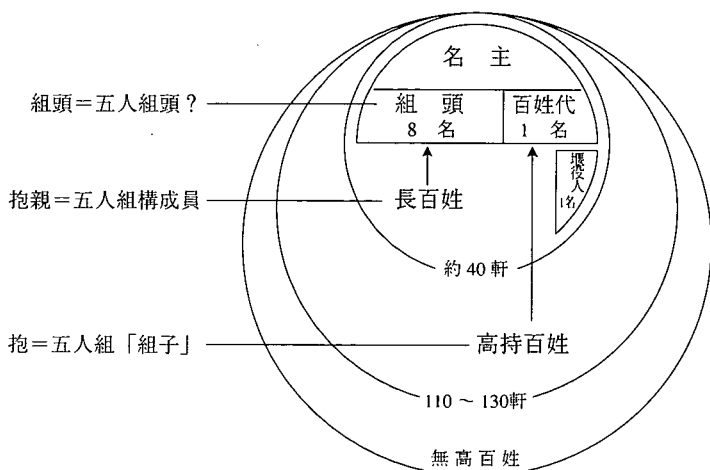 名主
組頭＝五人組頭？
組頭
8名
百姓代
1名
堰役人
1名
抱親＝五人組構成員
長百姓
約40軒
抱＝五人組「組子」
高持百姓
110～130軒
無高百姓